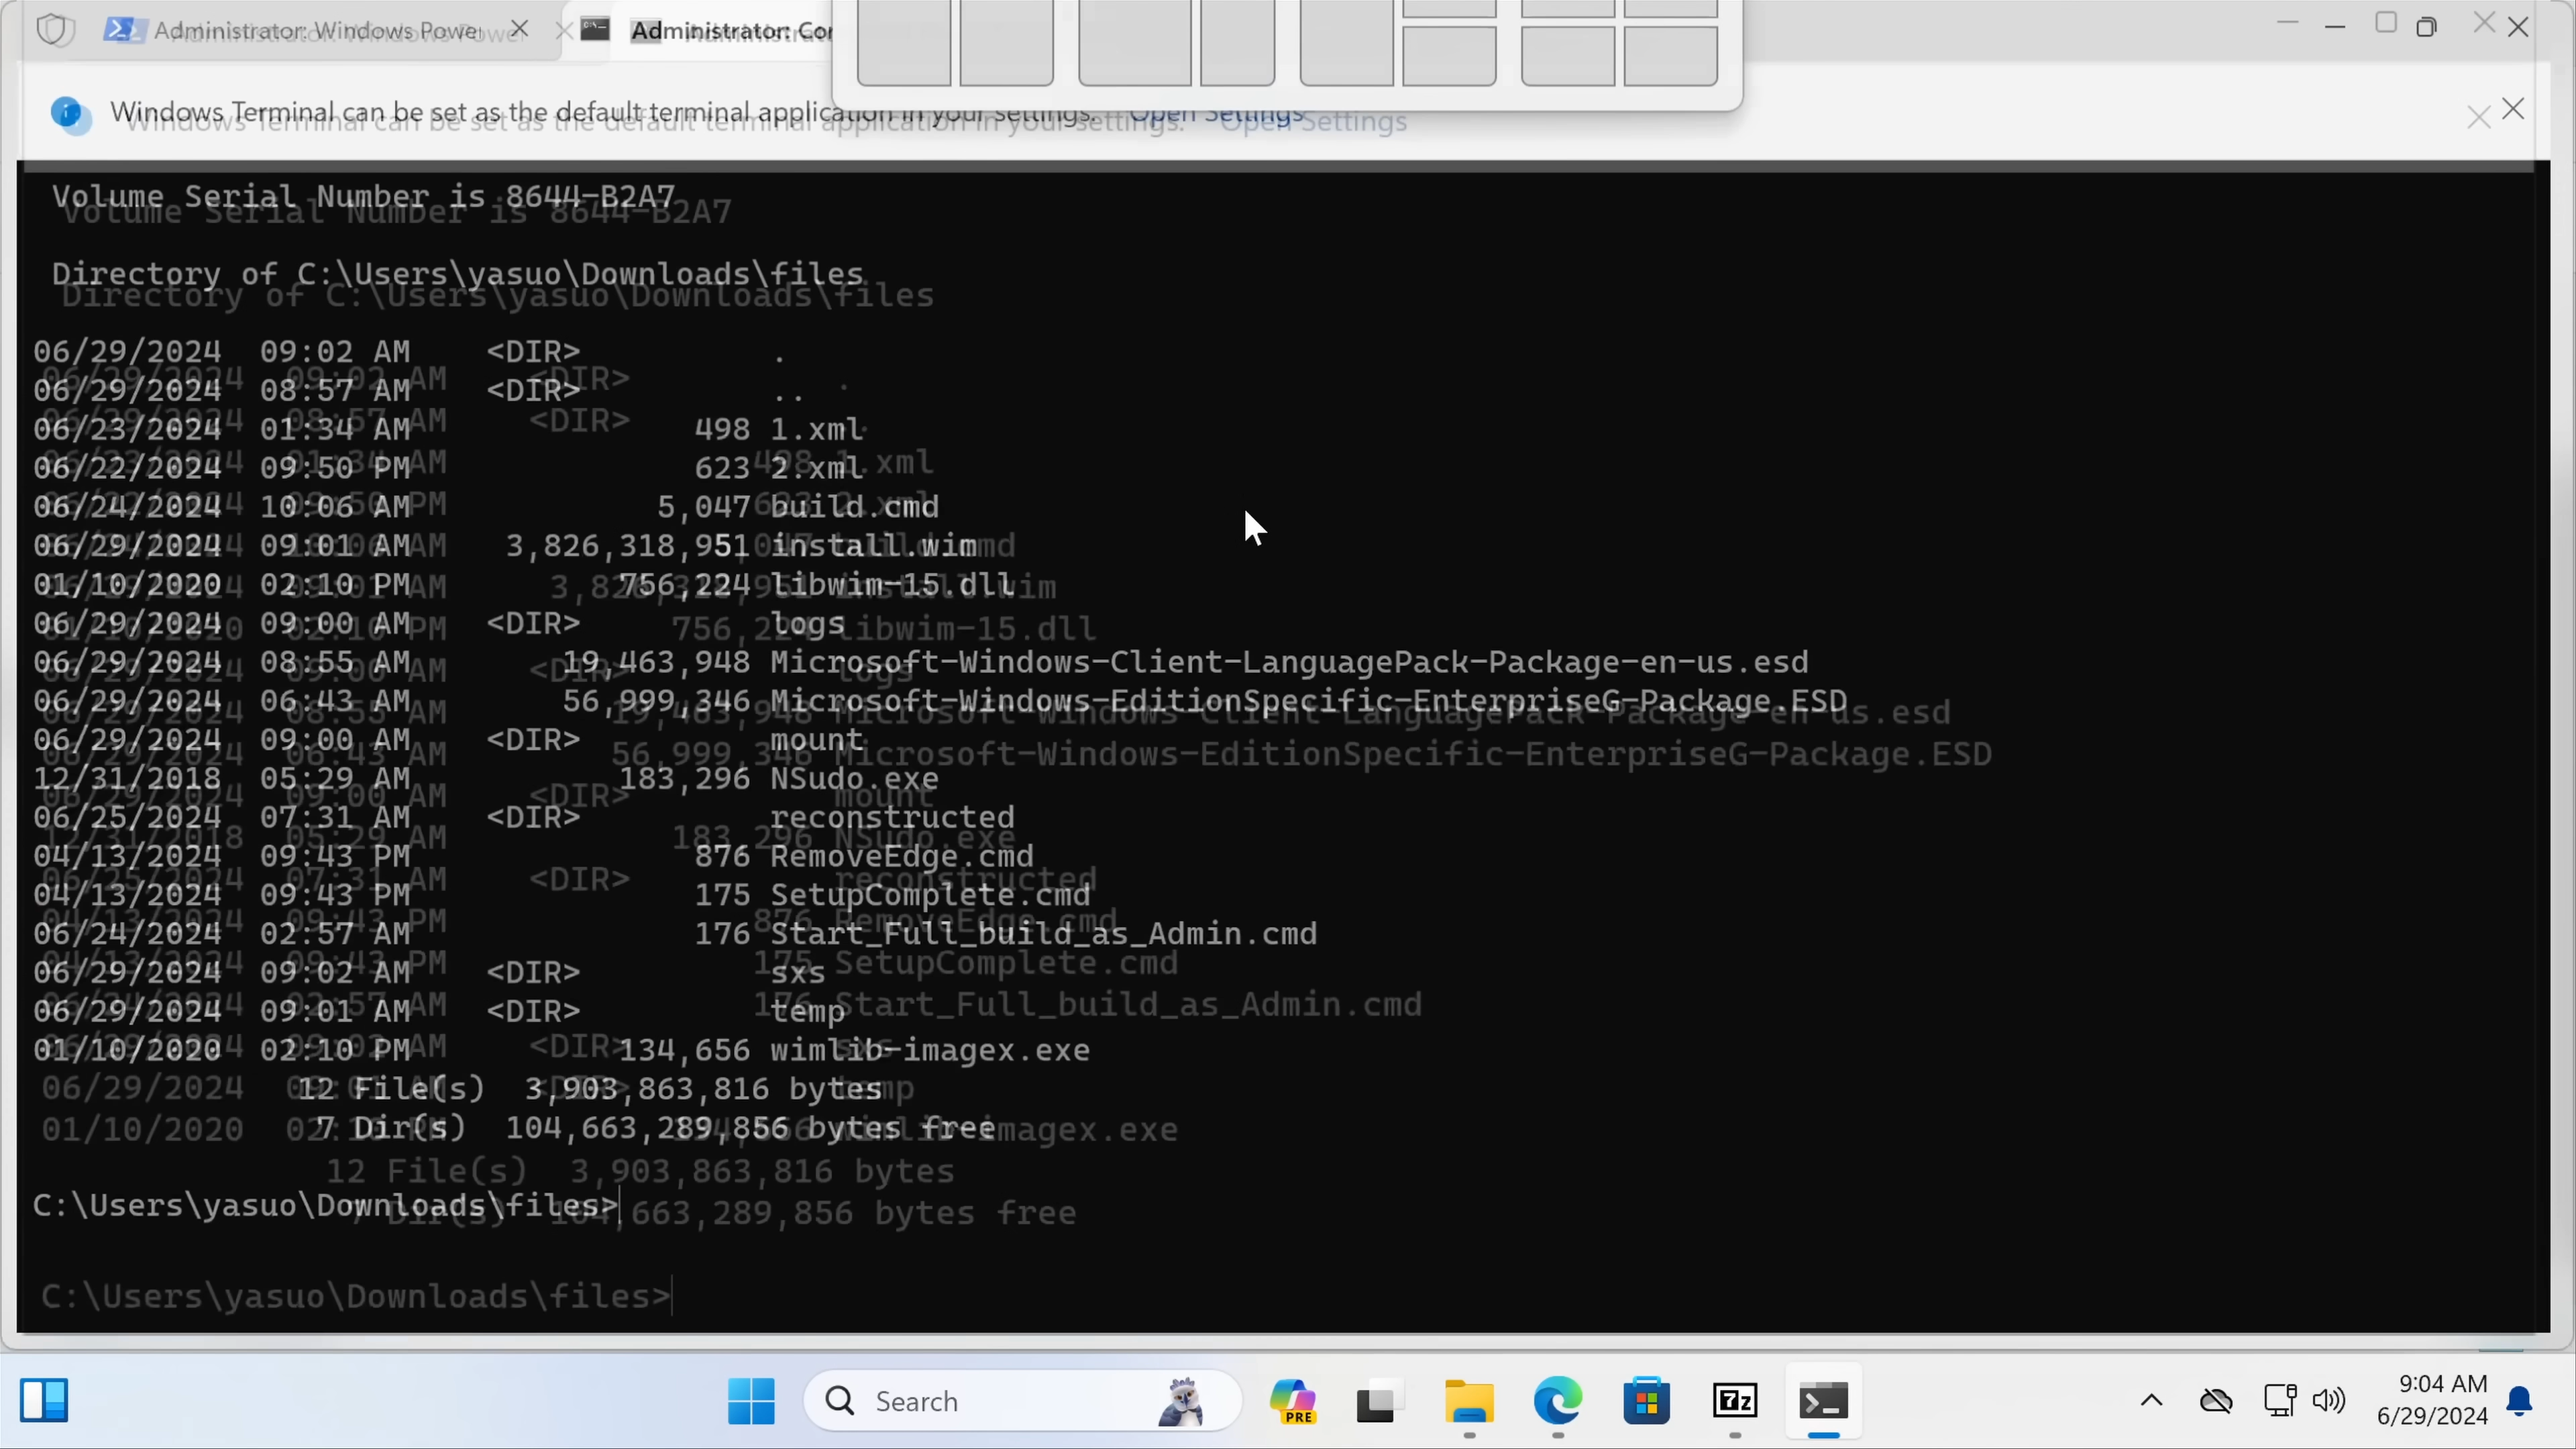 Administrator: Windows Power
Administrator: Cor
Windows Terminal can be set as the default terminal application in your settings. Open Settings
Volume Serial Number is 8644-B2A7
Directory of C:\Users\yasuo\Downloads\files
06/29/2024  09:02 AM    <DIR>          .
06/29/2024  08:57 AM    <DIR>          ..
06/23/2024  01:34 AM               498 1.xml
06/22/2024  09:50 PM               623 2.xml
06/24/2024  10:06 AM             5,047 build.cmd
06/29/2024  09:01 AM     3,826,318,951 install.wim
01/10/2020  02:10 PM           756,224 libwim-15.dll
06/29/2024  09:00 AM    <DIR>          logs
06/29/2024  08:55 AM        19,463,948 Microsoft-Windows-Client-LanguagePack-Package-en-us.esd
06/29/2024  06:43 AM        56,999,346 Microsoft-Windows-EditionSpecific-EnterpriseG-Package.ESD
06/29/2024  09:00 AM    <DIR>          mount
12/31/2018  05:29 AM           183,296 NSudo.exe
06/25/2024  07:31 AM    <DIR>          reconstructed
04/13/2024  09:43 PM               876 RemoveEdge.cmd
04/13/2024  09:43 PM               175 SetupComplete.cmd
06/24/2024  02:57 AM               176 Start_Full_build_as_Admin.cmd
06/29/2024  09:02 AM    <DIR>          sxs
06/29/2024  09:01 AM    <DIR>          temp
01/10/2020  02:10 PM           134,656 wimlib-imagex.exe
12 File(s)  3,903,863,816 bytes
7 Dir(s)  104,663,289,856 bytes free
C:\Users\yasuo\Downloads\files>
Search
PRE
7z
9:04 AM
6/29/2024